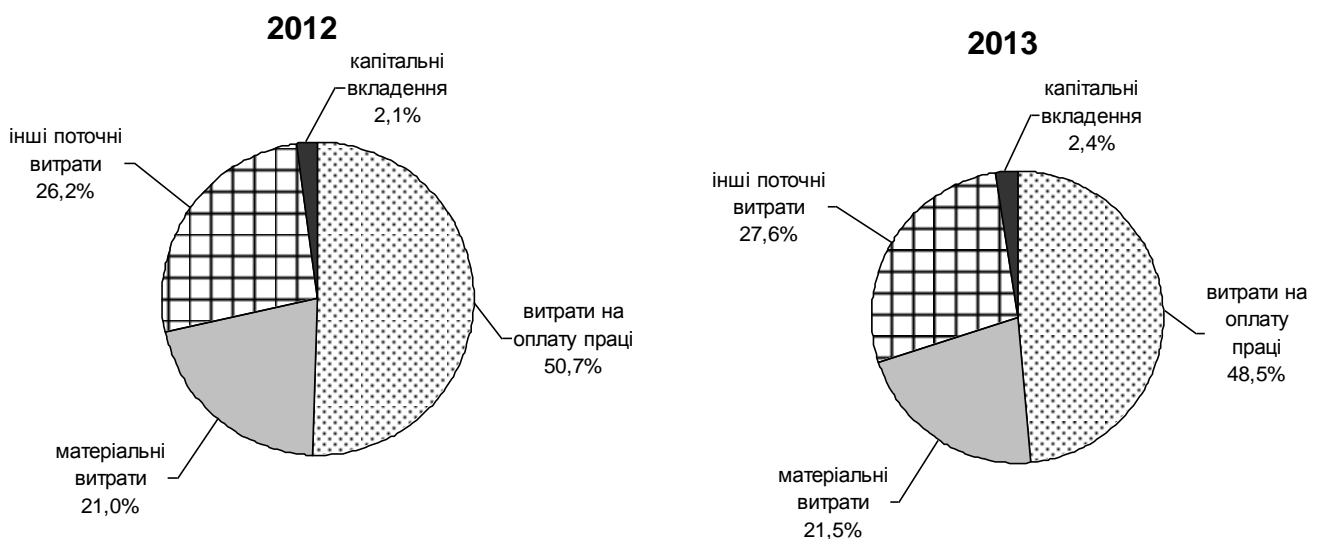 2012
капітальні
вкладення
2,1%
інші поточні
витрати
26,2%
витрати на
оплату праці
50,7%
матеріальні
витрати
21,0%
2013
капітальні
вкладення
2,4%
інші поточні
витрати
27,6%
витрати на
оплату
праці
48,5%
матеріальні
витрати
21,5%